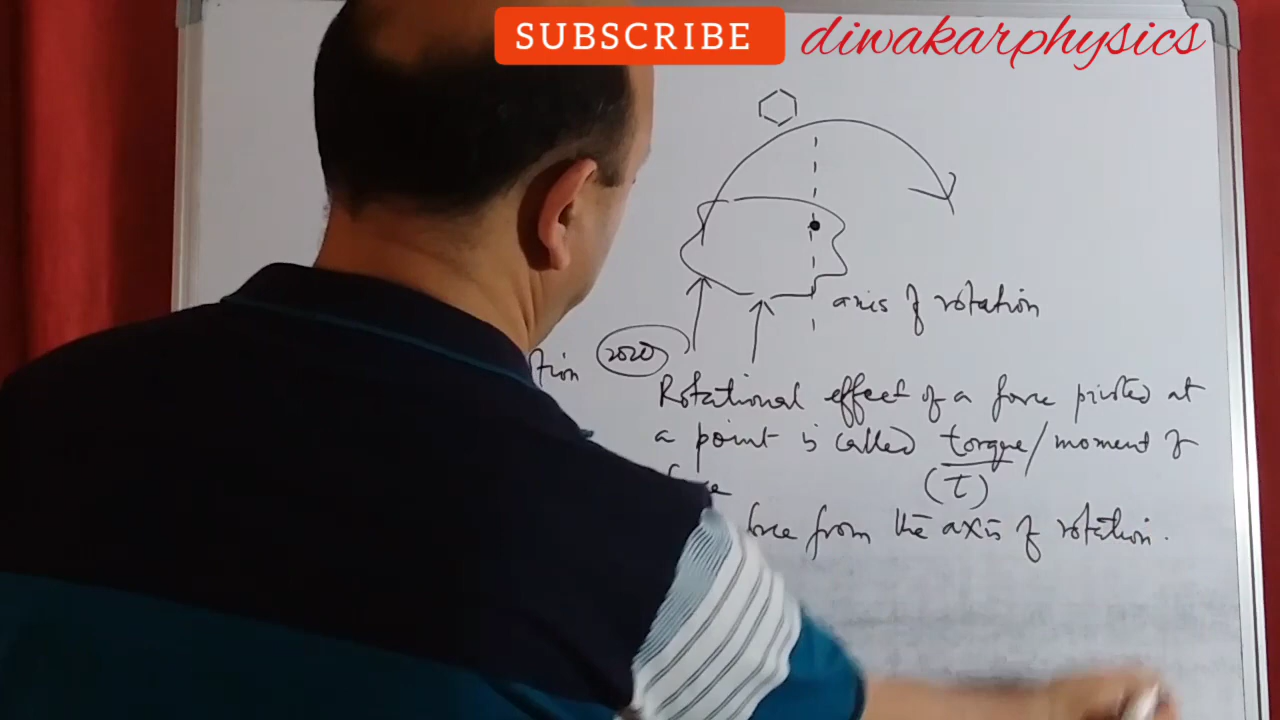 SUBSCRIBE diwakarphysics
axis of rotation
tion 2020
Rotational effect of a force pivoted at
a point is called torque/moment of
(τ)
force from the axis of rotation.